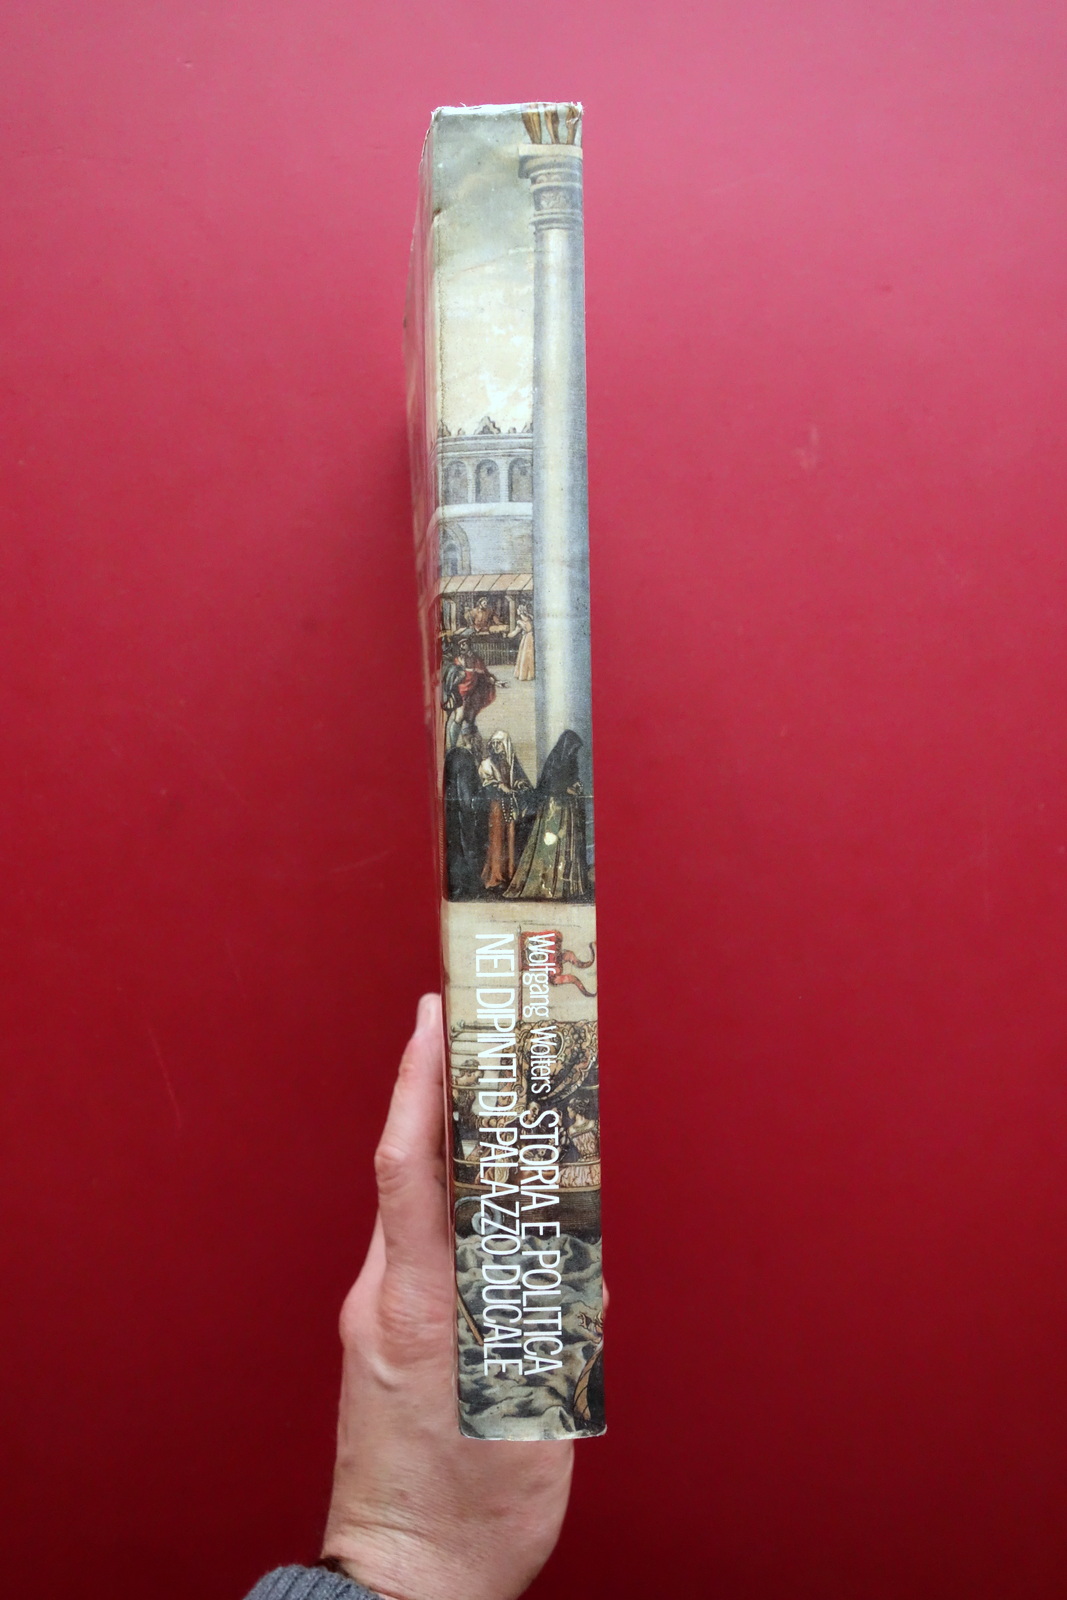 Wolfgang Wolters STORIA E POLITICA
NEI DIPINTI DI PALAZZO DUCALE